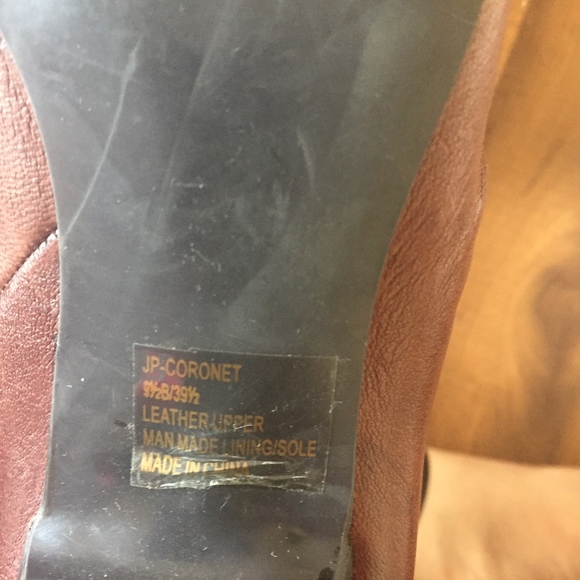 JP-CORONET
9½B/39½
LEATHER UPPER
MAN MADE LINING/SOLE
MADE IN CHINA